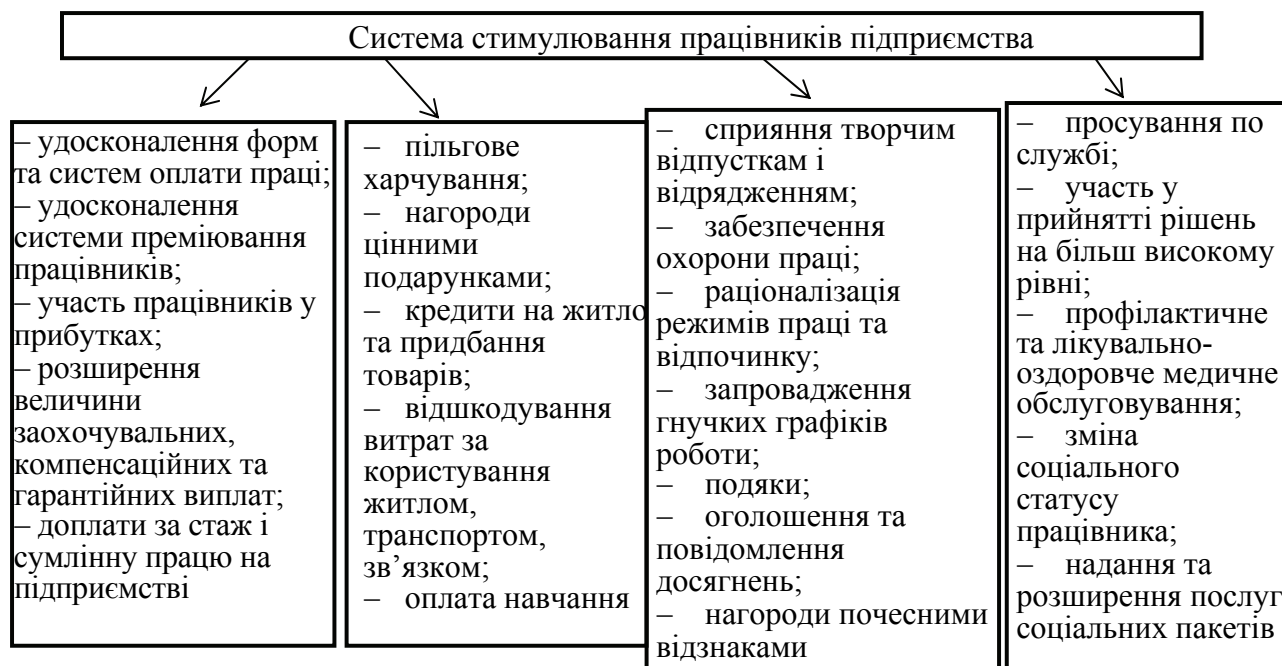 Система стимулювання працівників підприємства
– удосконалення форм
та систем оплати праці;
– удосконалення
системи преміювання
працівників;
– участь працівників у
прибутках;
– розширення
величини
заохочувальних,
компенсаційних та
гарантійних виплат;
– доплати за стаж і
сумлінну працю на
підприємстві
– пільгове
харчування;
– нагороди
цінними
подарунками;
– кредити на житло
та придбання
товарів;
– відшкодування
витрат за
користування
житлом,
транспортом,
зв’язком;
– оплата навчання
– сприяння творчим
відпусткам і
відрядженням;
– забезпечення
охорони праці;
– раціоналізація
режимів праці та
відпочинку;
– запровадження
гнучких графіків
роботи;
– подяки;
– оголошення та
повідомлення
досягнень;
– нагороди почесними
відзнаками
– просування по
службі;
– участь у
прийнятті рішень
на більш високому
рівні;
– профілактичне
та лікувально-
оздоровче медичне
обслуговування;
– зміна
соціального
статусу
працівника;
– надання та
розширення послуг
соціальних пакетів